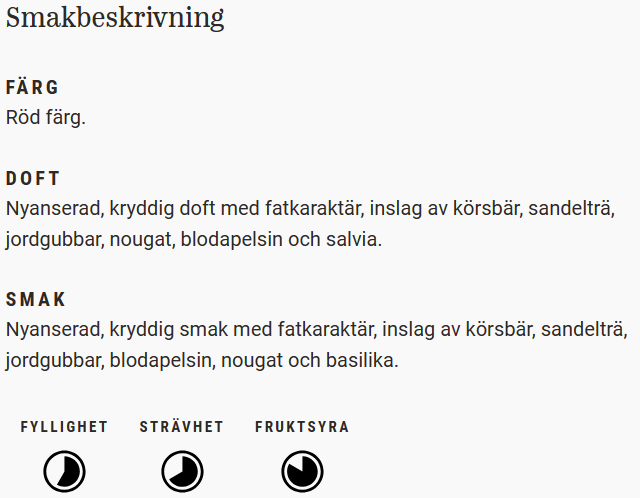 Smakbeskrivning
FÄRG
Röd färg.
DOFT
Nyanserad, kryddig doft med fatkaraktär, inslag av körsbär, sandelträ,
jordgubbar, nougat, blodapelsin och salvia.
SMAK
Nyanserad, kryddig smak med fatkaraktär, inslag av körsbär, sandelträ,
jordgubbar, blodapelsin, nougat och basilika.
FYLLIGHET STRÄVHET FRUKTSYRA